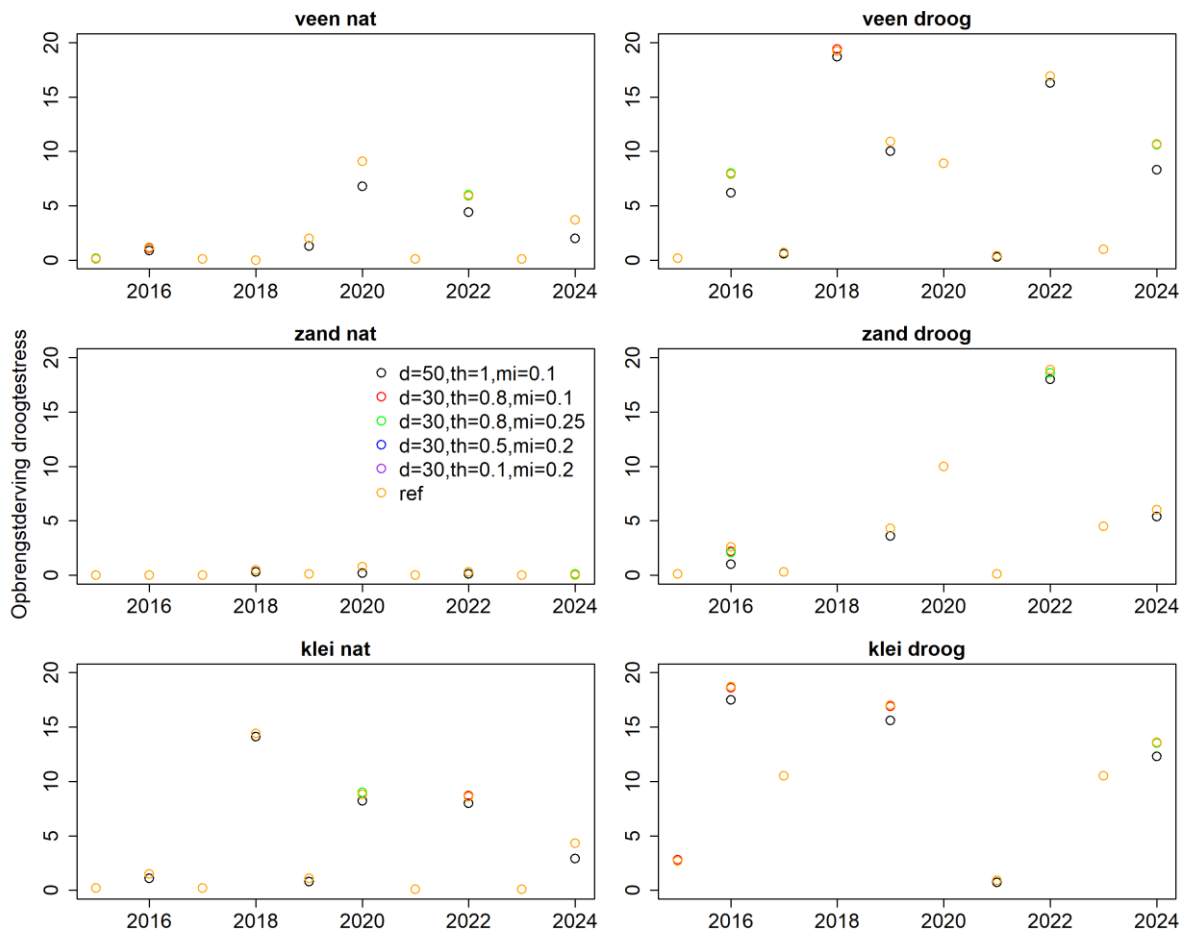 veen nat
veen droog
20
15
10
5
0
2016 2018 2020 2022 2024
20
15
10
5
0
2016 2018 2020 2022 2024
Opbrengstderving droogtestress
zand nat
zand droog
20
15
10
5
0
d=50,th=1,mi=0.1
d=30,th=0.8,mi=0.1
d=30,th=0.8,mi=0.25
d=30,th=0.5,mi=0.2
d=30,th=0.1,mi=0.2
ref
2016 2018 2020 2022 2024
20
15
10
5
0
2016 2018 2020 2022 2024
klei nat
klei droog
20
15
10
5
0
2016 2018 2020 2022 2024
20
15
10
5
0
2016 2018 2020 2022 2024